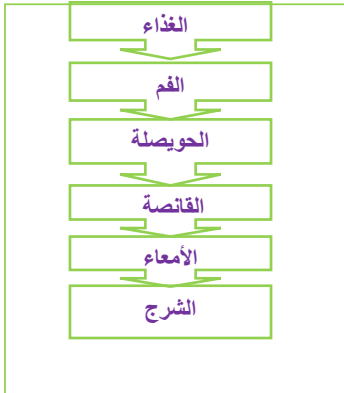 الغذاء
الفم
الحويصلة
القانصة
الأمعاء
الشرج